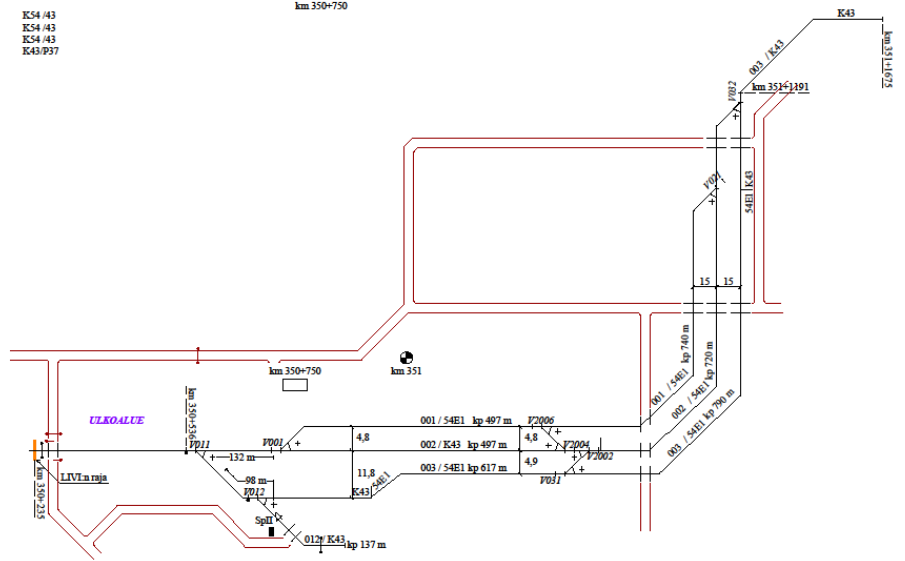 km 350+750
K54 /43
K54 /43
K54 /43
K43/P37
K43
km 351+1675
003 / K43
km 351+1191
V032
V021
54E1
K43
15
15
kp 740 m
kp 720 m
001 / 54E1
002 / 54E1
003 / 54E1 kp 790 m
km 350+750
km 351
ULKOALUE
km 350+536
001 / 54E1 kp 497 m
V2006
V011
V001
4,8
002 / K43 kp 497 m
4,8
V2004
V2002
132 m
LIVI:n raja
km 350+235
11,8
003 / 54E1 kp 617 m
4,9
V031
98 m
54E1
V012
K43
SpII
012 / K43
kp 137 m